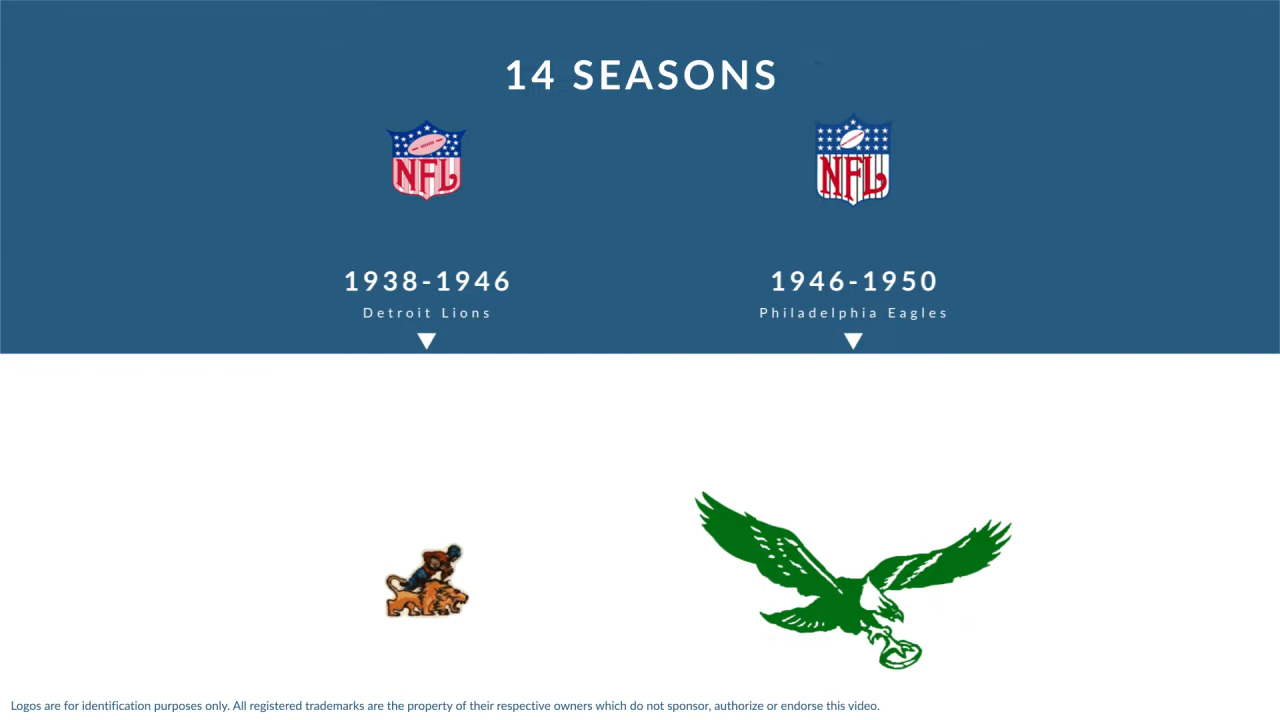 14 SEASONS
NFL
NFL
1938-1946
1946-1950
Detroit Lions
Philadelphia Eagles
Logos are for identification purposes only. All registered trademarks are the property of their respective owners which do not sponsor, authorize or endorse this video.